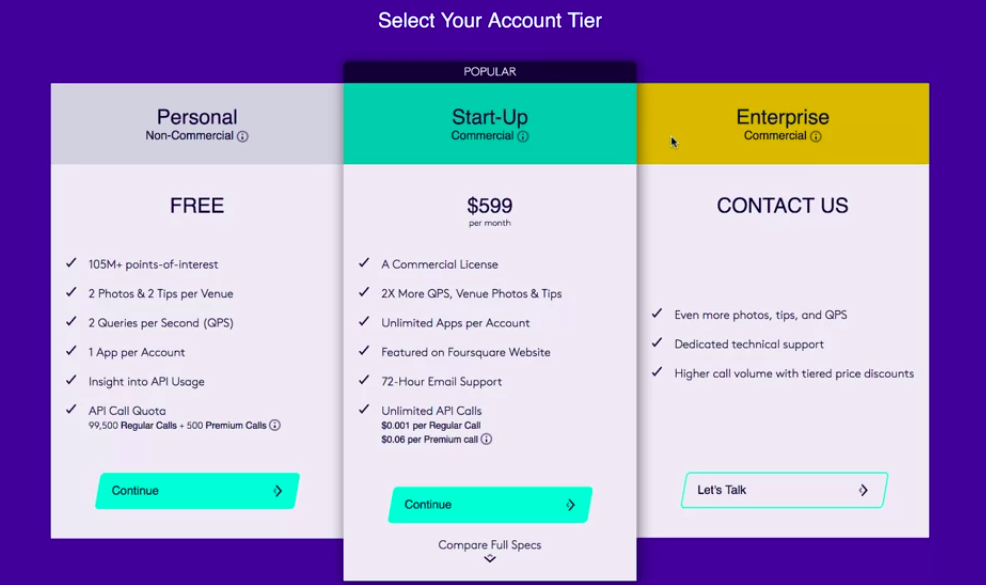 Select Your Account Tier
POPULAR
Personal
Non-Commercial
FREE
105M+ points-of-interest
2 Photos & 2 Tips per Venue
2 Queries per Second (QPS)
1 App per Account
Insight into API Usage
API Call Quota
99,500 Regular Calls + 500 Premium Calls
Continue
Start-Up
Commercial
$599
per month
A Commercial License
2X More QPS, Venue Photos & Tips
Unlimited Apps per Account
Featured on Foursquare Website
72-Hour Email Support
Unlimited API Calls
$0.001 per Regular Call
$0.06 per Premium call
Continue
Compare Full Specs
Enterprise
Commercial
CONTACT US
Even more photos, tips, and QPS
Dedicated technical support
Higher call volume with tiered price discounts
Let's Talk